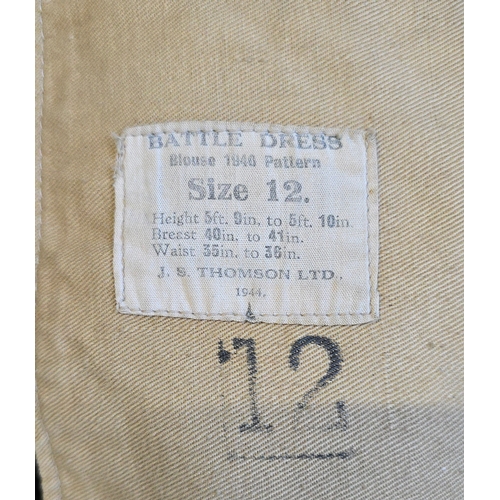 BATTLE DRESS
Blouse 1940 Pattern
Size 12.
Height 5ft. 9in. to 5ft. 10in.
Breast 40in. to 41in.
Waist 35in. to 36in.
J. S. THOMSON LTD.
1944.
12